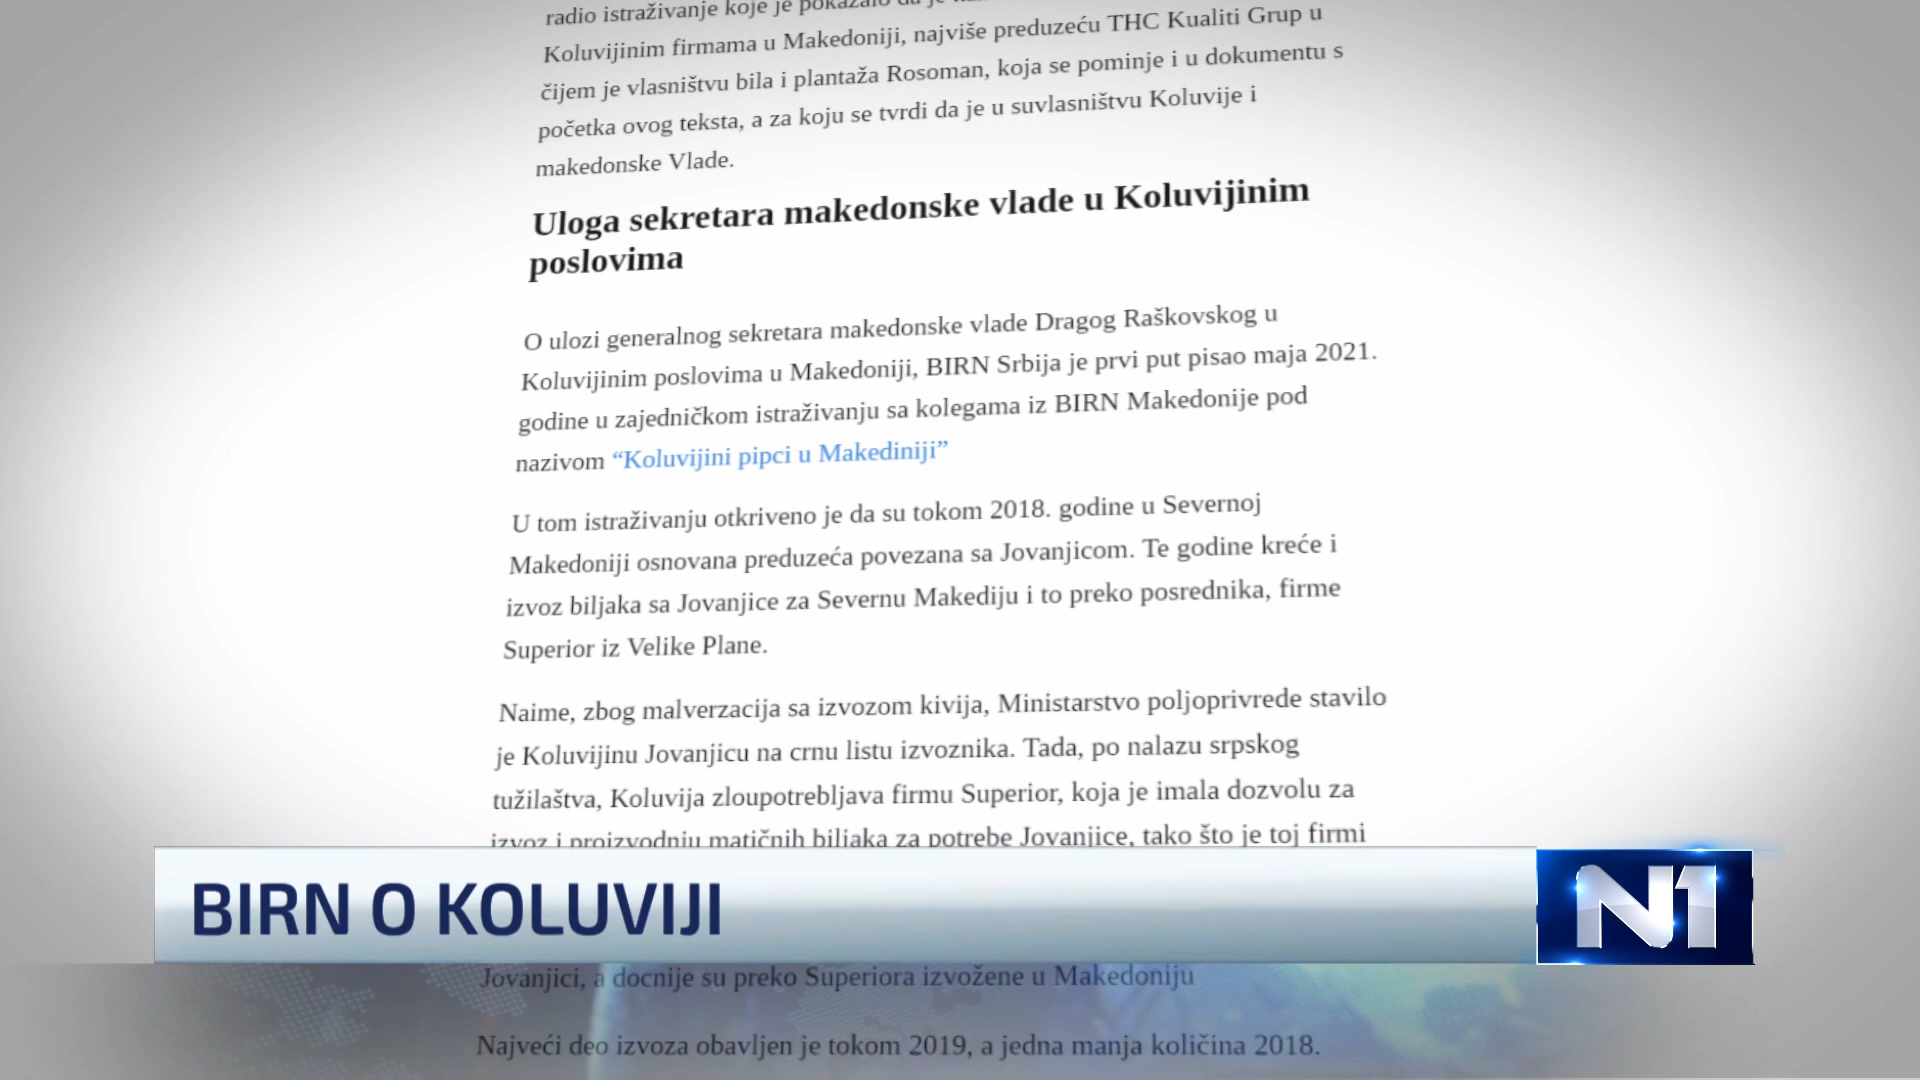 radio istraživanje koje je pokazalo da je
Koluvijinim firmama u Makedoniji, najviše preduzeću THC Kualiti Grup u
čijem je vlasništvu bila i plantaža Rosoman, koja se pominje i u dokumentu s
početka ovog teksta, a za koju se tvrdi da je u suvlasništvu Koluvije i
makedonske Vlade.
Uloga sekretara makedonske vlade u Koluvijinim
poslovima
O ulozi generalnog sekretara makedonske vlade Dragog Raškovskog u
Koluvijinim poslovima u Makedoniji, BIRN Srbija je prvi put pisao maja 2021.
godine u zajedničkom istraživanju sa kolegama iz BIRN Makedonije pod
nazivom “Koluvijini pipci u Makediniji”
U tom istraživanju otkriveno je da su tokom 2018. godine u Severnoj
Makedoniji osnovana preduzeća povezana sa Jovanjicom. Te godine kreće i
izvoz biljaka sa Jovanjice za Severnu Makediju i to preko posrednika, firme
Superior iz Velike Plane.
Naime, zbog malverzacija sa izvozom kivija, Ministarstvo poljoprivrede stavilo
je Koluvijinu Jovanjicu na crnu listu izvoznika. Tada, po nalazu srpskog
tužilaštva, Koluvija zloupotrebljava firmu Superior, koja je imala dozvolu za
izvoz i proizvodnju matičnih biljaka za potrebe Jovanjice, tako što je toj firmi
BIRN O KOLUVIJI
N1
Jovanjici, a docnije su preko Superiora izvožene u Makedoniju
Najveći deo izvoza obavljen je tokom 2019, a jedna manja količina 2018.